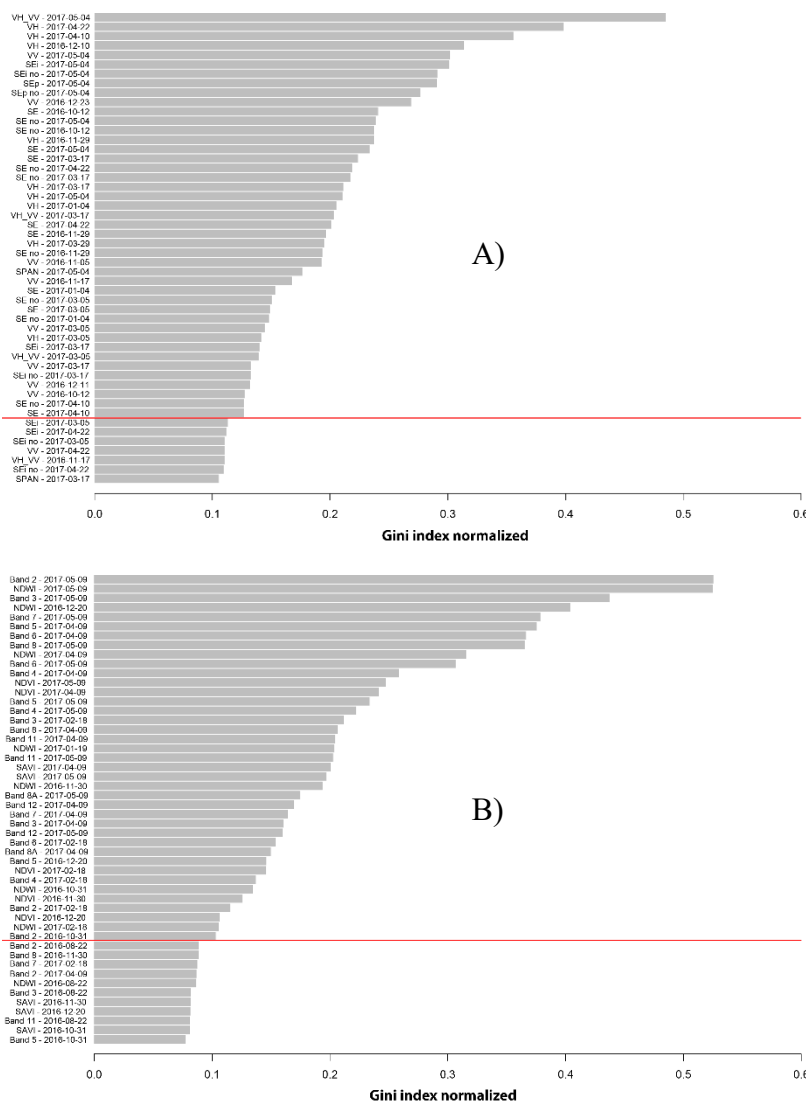 VH_VV - 2017-05-04
VH - 2017-04-22
VH - 2017-04-10
VH - 2016-12-10
VV - 2017-05-04
SEi - 2017-05-04
SEi no - 2017-05-04
SEp - 2017-05-04
SEp no - 2017-05-04
VV - 2016-12-23
SE - 2016-10-12
SE no - 2017-05-04
SE no - 2016-10-12
VH - 2016-11-29
SE - 2017-05-04
SE - 2017-03-17
SE no - 2017-04-22
SE no - 2017-03-17
VH - 2017-03-17
VH - 2017-05-04
VH - 2017-01-04
VH_VV - 2017-03-17
SE - 2017-04-22
SE - 2016-11-29
VH - 2017-03-29
SE no - 2016-11-29
VV - 2016-11-05
SPAN - 2017-05-04
VV - 2016-11-17
SE - 2017-01-04
SE no - 2017-03-05
SE - 2017-03-05
SE no - 2017-01-04
VV - 2017-03-05
VH - 2017-03-05
SEi - 2017-03-17
VH_VV - 2017-03-05
VV - 2017-03-17
SEi no - 2017-03-17
VV - 2016-12-11
VV - 2016-10-12
SE no - 2017-04-10
SE - 2017-04-10
SEi - 2017-03-05
SEi - 2017-04-22
SEi no - 2017-03-05
VV - 2017-04-22
VH_VV - 2016-11-17
SEi no - 2017-04-22
SPAN - 2017-03-17
A)
0.0 0.1 0.2 0.3 0.4 0.5 0.6
Gini index normalized
Band 2 - 2017-05-09
NDWI - 2017-05-09
Band 3 - 2017-05-09
NDWI - 2016-12-20
Band 7 - 2017-05-09
Band 5 - 2017-04-09
Band 6 - 2017-04-09
Band 8 - 2017-05-09
NDWI - 2017-04-09
Band 6 - 2017-05-09
Band 4 - 2017-04-09
NDVI - 2017-05-09
NDVI - 2017-04-09
Band 5 - 2017-05-09
Band 4 - 2017-05-09
Band 3 - 2017-02-18
Band 8 - 2017-04-09
Band 11 - 2017-04-09
NDWI - 2017-01-19
Band 11 - 2017-05-09
SAVI - 2017-04-09
SAVI - 2017-05-09
NDWI - 2016-11-30
Band 8A - 2017-05-09
Band 12 - 2017-04-09
Band 7 - 2017-04-09
Band 3 - 2017-04-09
Band 12 - 2017-05-09
Band 6 - 2017-02-18
Band 8A - 2017-04-09
Band 5 - 2016-12-20
NDVI - 2017-02-18
Band 4 - 2017-02-18
NDWI - 2016-10-31
NDVI - 2016-11-30
Band 2 - 2017-02-18
NDVI - 2016-12-20
NDWI - 2017-02-18
Band 2 - 2016-10-31
Band 2 - 2016-08-22
Band 8 - 2016-11-30
Band 7 - 2017-02-18
Band 2 - 2017-04-09
NDWI - 2016-08-22
Band 3 - 2016-08-22
SAVI - 2016-11-30
SAVI - 2016-12-20
Band 11 - 2016-08-22
SAVI - 2016-10-31
Band 5 - 2016-10-31
B)
0.0 0.1 0.2 0.3 0.4 0.5 0.6
Gini index normalized